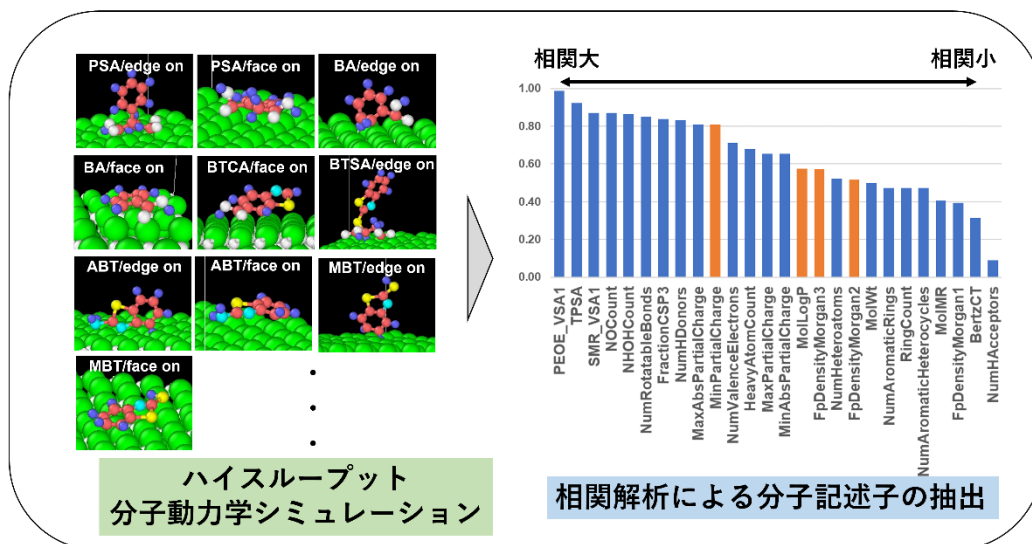 PSA/edge on
PSA/face on
BA/edge on
BA/face on
BTCA/face on
BTSA/edge on
ABT/edge on
ABT/face on
MBT/edge on
MBT/face on
ハイスループット
分子動力学シミュレーション
相関大
相関小
1.00
0.80
0.60
0.40
0.20
0.00
PEOE_VSA1
TPSA
SMR_VSA1
NOCount
NHOHCount
NumRotatableBonds
FractionCSP3
NumHDonors
MaxAbsPartialCharge
MinPartialCharge
NumValenceElectrons
HeavyAtomCount
MaxPartialCharge
MinAbsPartialCharge
MolLogP
FpDensityMorgan3
NumHeteroatoms
FpDensityMorgan2
MolWt
NumAromaticRings
RingCount
NumAromaticHeterocycles
MolMR
FpDensityMorgan1
BertzCT
NumHAcceptors
相関解析による分子記述子の抽出